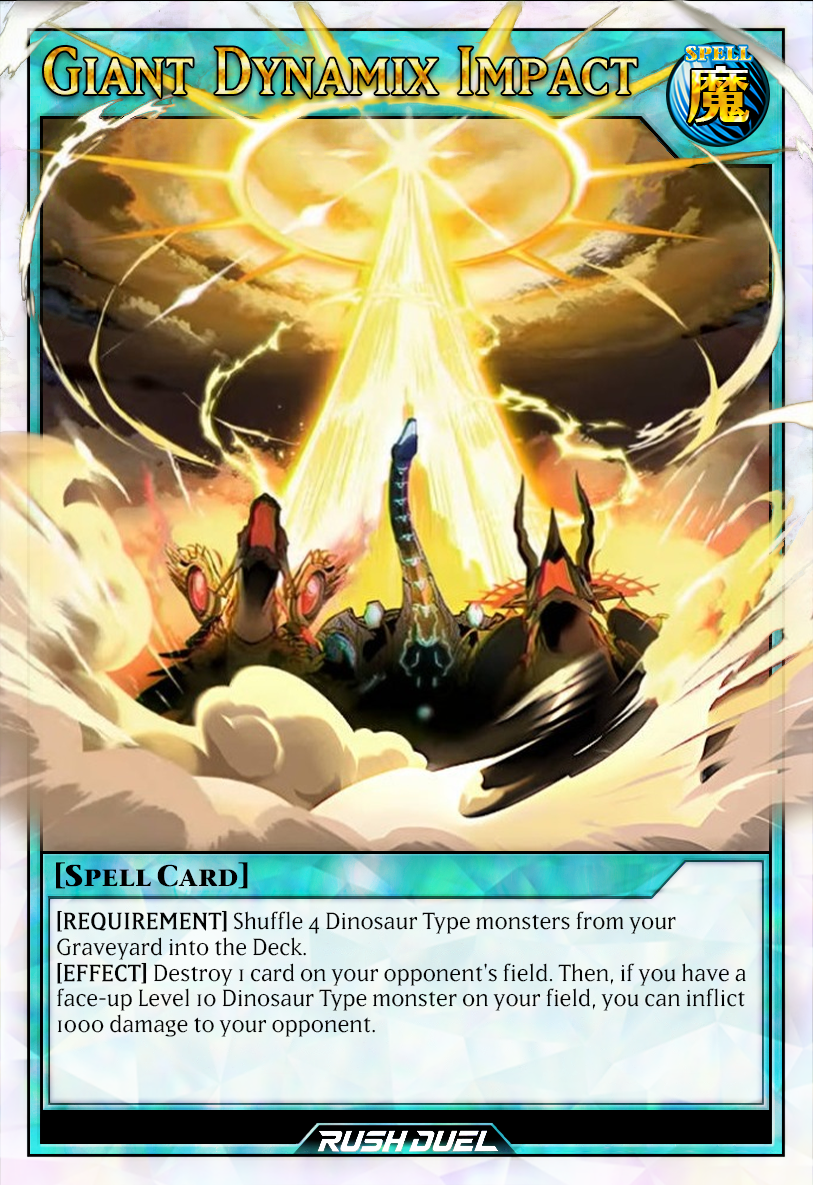 Giant Dynamix Impact
SPELL
魔
[Spell Card]
[REQUIREMENT] Shuffle 4 Dinosaur Type monsters from your
Graveyard into the Deck.
[EFFECT] Destroy 1 card on your opponent's field. Then, if you have a
face-up Level 10 Dinosaur Type monster on your field, you can inflict
1000 damage to your opponent.
RUSH DUEL